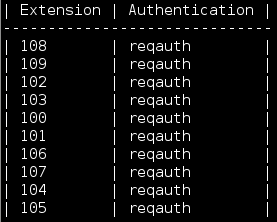 | Extension | Authentication |
------------------------------
| 108       | reqauth        |
| 109       | reqauth        |
| 102       | reqauth        |
| 103       | reqauth        |
| 100       | reqauth        |
| 101       | reqauth        |
| 106       | reqauth        |
| 107       | reqauth        |
| 104       | reqauth        |
| 105       | reqauth        |